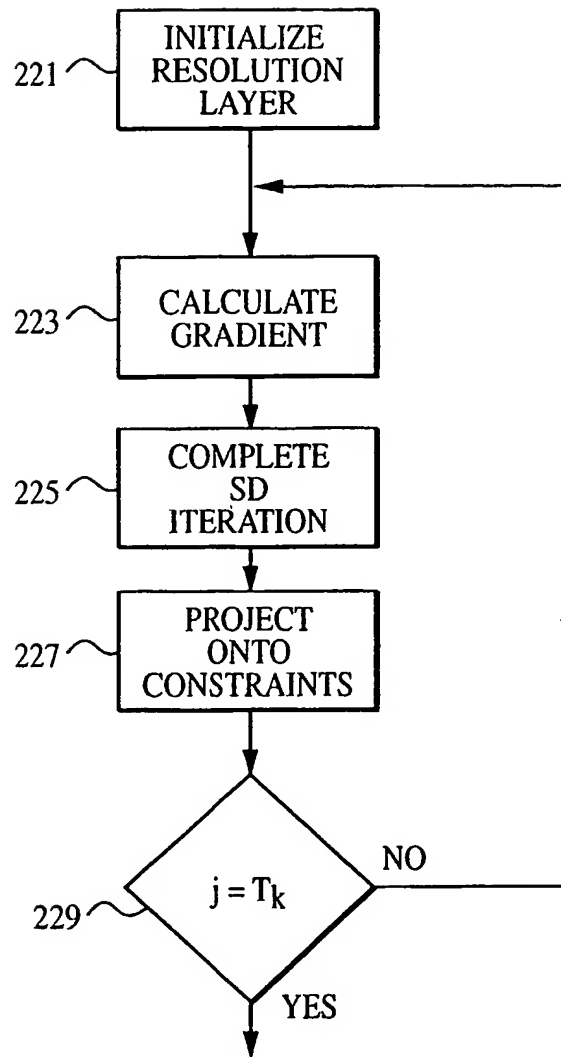 221
INITIALIZE
RESOLUTION
LAYER
223
CALCULATE
GRADIENT
225
COMPLETE
SD
ITERATION
227
PROJECT
ONTO
CONSTRAINTS
229
j = Tk
NO
YES